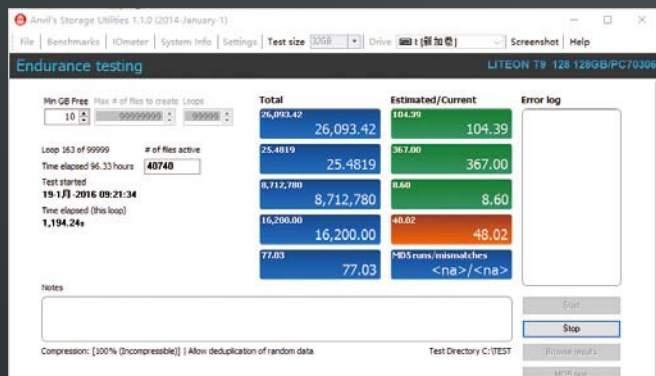 Anvil's Storage Utilities 1.1.0 (2014-January-1)
File Benchmarks IOmeter System Info Settings Test size 32GB Drive I: [新加卷] Screenshot Help
Endurance testing LITEON T9 128 128GB/PC70306
Min GB Free Max # of files to create Loops
10 99999999 99999
Loop 163 of 99999 # of files active
Time elapsed 96.33 hours 40740
Test started
19-1月-2016 09:21:34
Time elapsed (this loop)
1,194.24s
Total Estimated/Current Error log
26,093.42 104.39
26,093.42 104.39
25.4819 367.00
25.4819 367.00
8,712,780 8.60
8,712,780 8.60
16,200.00 48.02
16,200.00 48.02
77.03 MD5 runs/mismatches
77.03 <na>/<na>
Notes
Start
Stop
Browse results
MD5 test
Compression: [100% (Incompressible)] | Allow deduplication of random data Test Directory C:\TEST